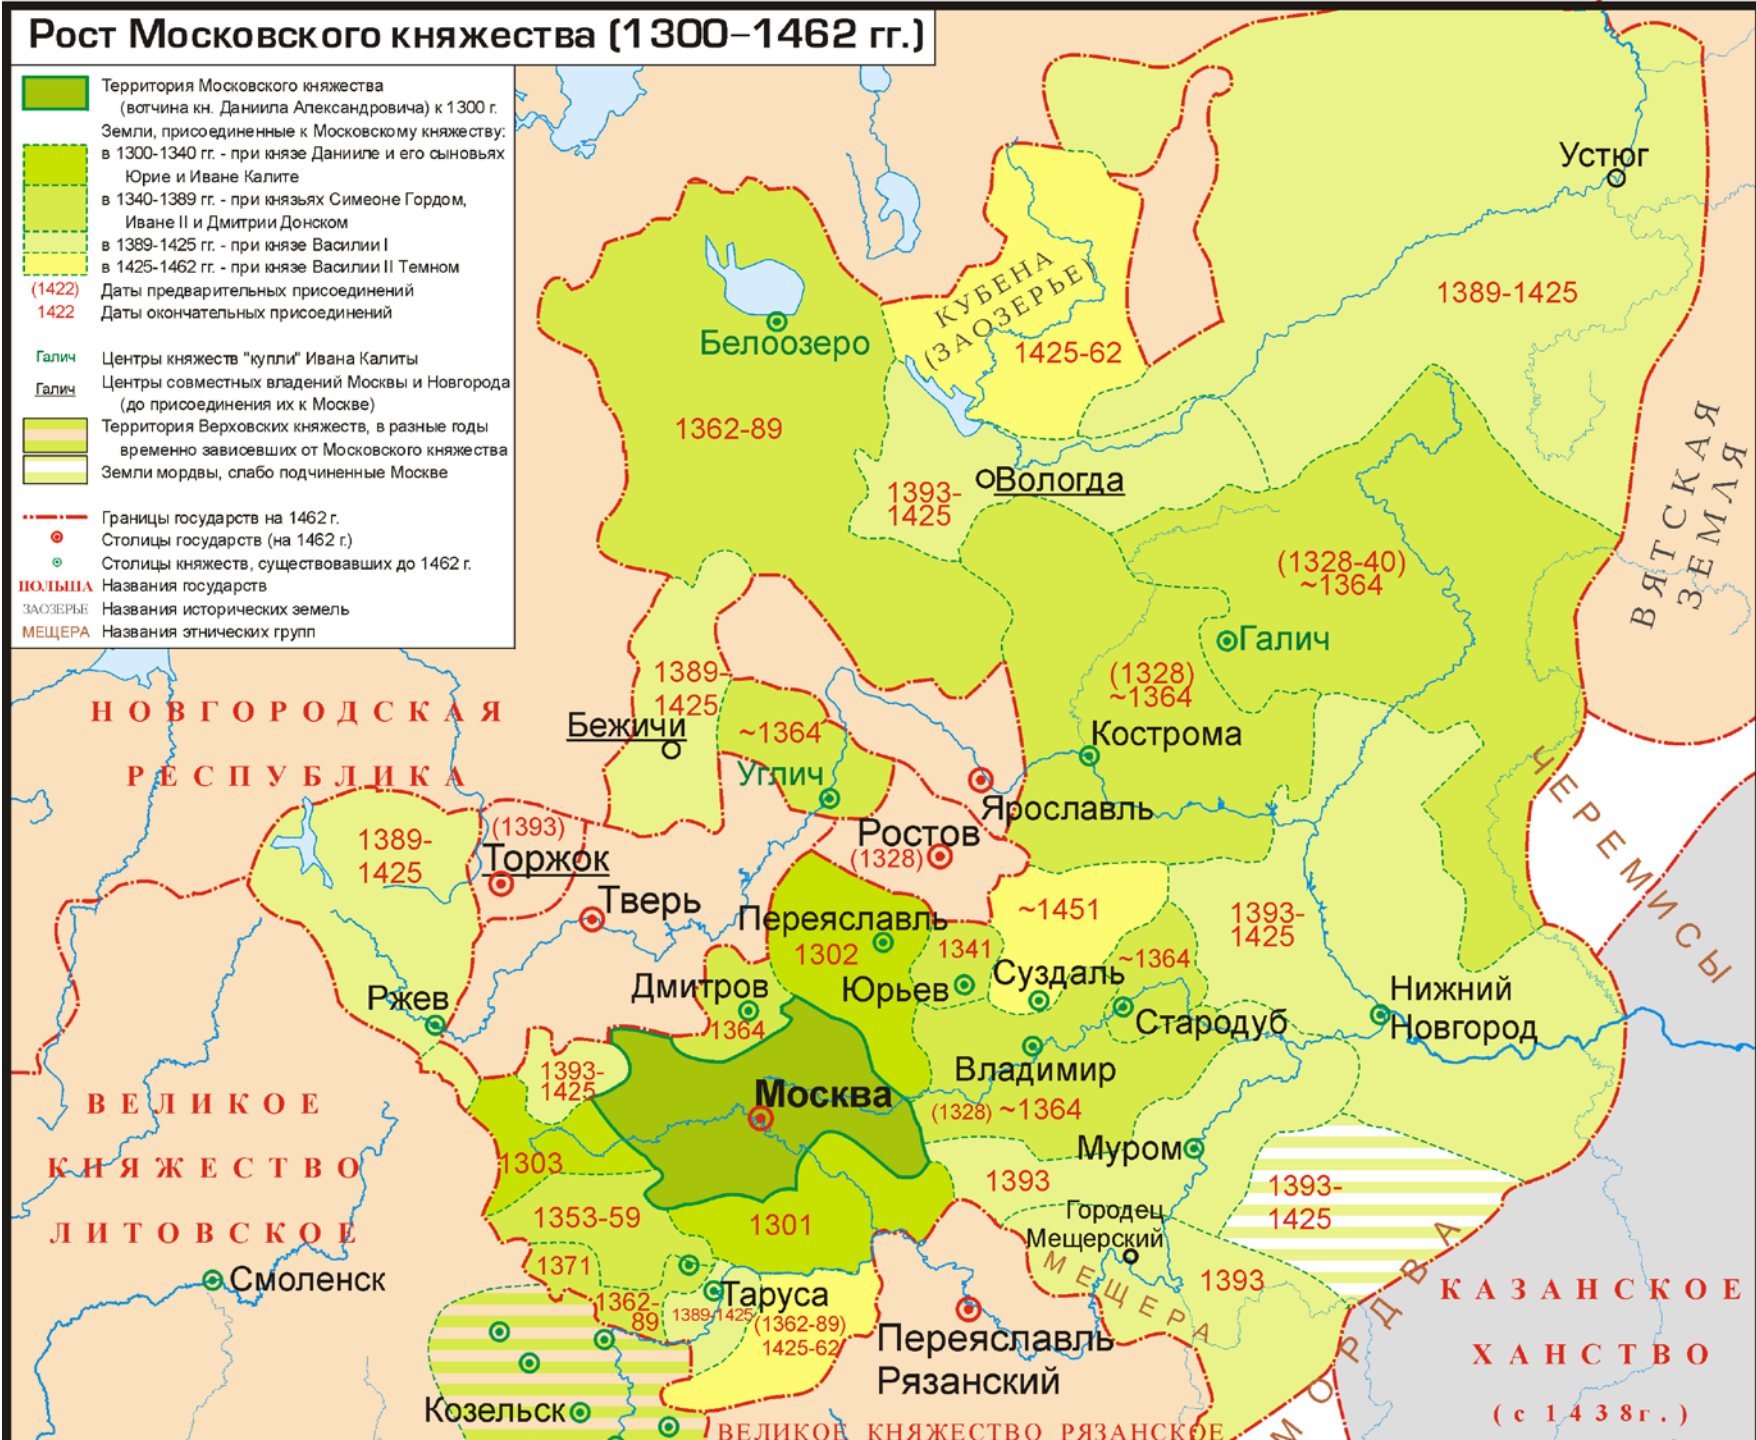 Рост Московского княжества (1300–1462 гг.)
Территория Московского княжества
(вотчина кн. Даниила Александровича) к 1300 г.
Земли, присоединенные к Московскому княжеству:
в 1300-1340 гг. - при князе Данииле и его сыновьях
Юрие и Иване Калите
в 1340-1389 гг. - при князьях Симеоне Гордом,
Иване II и Дмитрии Донском
в 1389-1425 гг. - при князе Василии I
в 1425-1462 гг. - при князе Василии II Темном
(1422) Даты предварительных присоединений
1422 Даты окончательных присоединений
Галич Центры княжеств "купли" Ивана Калиты
Галич Центры совместных владений Москвы и Новгорода
(до присоединения их к Москве)
Территория Верховских княжеств, в разные годы
временно зависевших от Московского княжества
Земли мордвы, слабо подчиненные Москве
Границы государств на 1462 г.
Столицы государств (на 1462 г.)
Столицы княжеств, существовавших до 1462 г.
ПОЛЬША Названия государств
ЗАОЗЕРЬЕ Названия исторических земель
МЕЩЕРА Названия этнических групп
Устюг
1389-1425
КУБЕНА
(ЗАОЗЕРЬЕ)
1425-62
Белоозеро
1362-89
Вологда
1393-
1425
ВЯТСКАЯ
ЗЕМЛЯ
(1328-40)
~1364
Галич
(1328)
~1364
Кострома
1389-
1425
Бежичи
~1364
Углич
НОВГОРОДСКАЯ
РЕСПУБЛИКА
Ярославль
Ростов
(1328)
ЧЕРЕМИСЫ
1389-
1425
(1393)
Торжок
Тверь
Переяславль
1302
1341
Юрьев
~1451
Суздаль
~1364
Стародуб
1393-
1425
Нижний
Новгород
Ржев
Дмитров
1364
Владимир
(1328) ~1364
1393-
1425
Москва
ВЕЛИКОЕ
КНЯЖЕСТВО
ЛИТОВСКОЕ
1303
Муром
1393
1393-
1425
1353-59
1301
Городец
Мещерский
МЕЩЕРА
1393
МОРДВА
1371
Смоленск
1362-
89
Таруса
1389-1425
(1362-89)
1425-62
Переяславль
Рязанский
КАЗАНСКОЕ
ХАНСТВО
(с 1438г.)
Козельск
ВЕЛИКОЕ КНЯЖЕСТВО РЯЗАНСКОЕ
МО